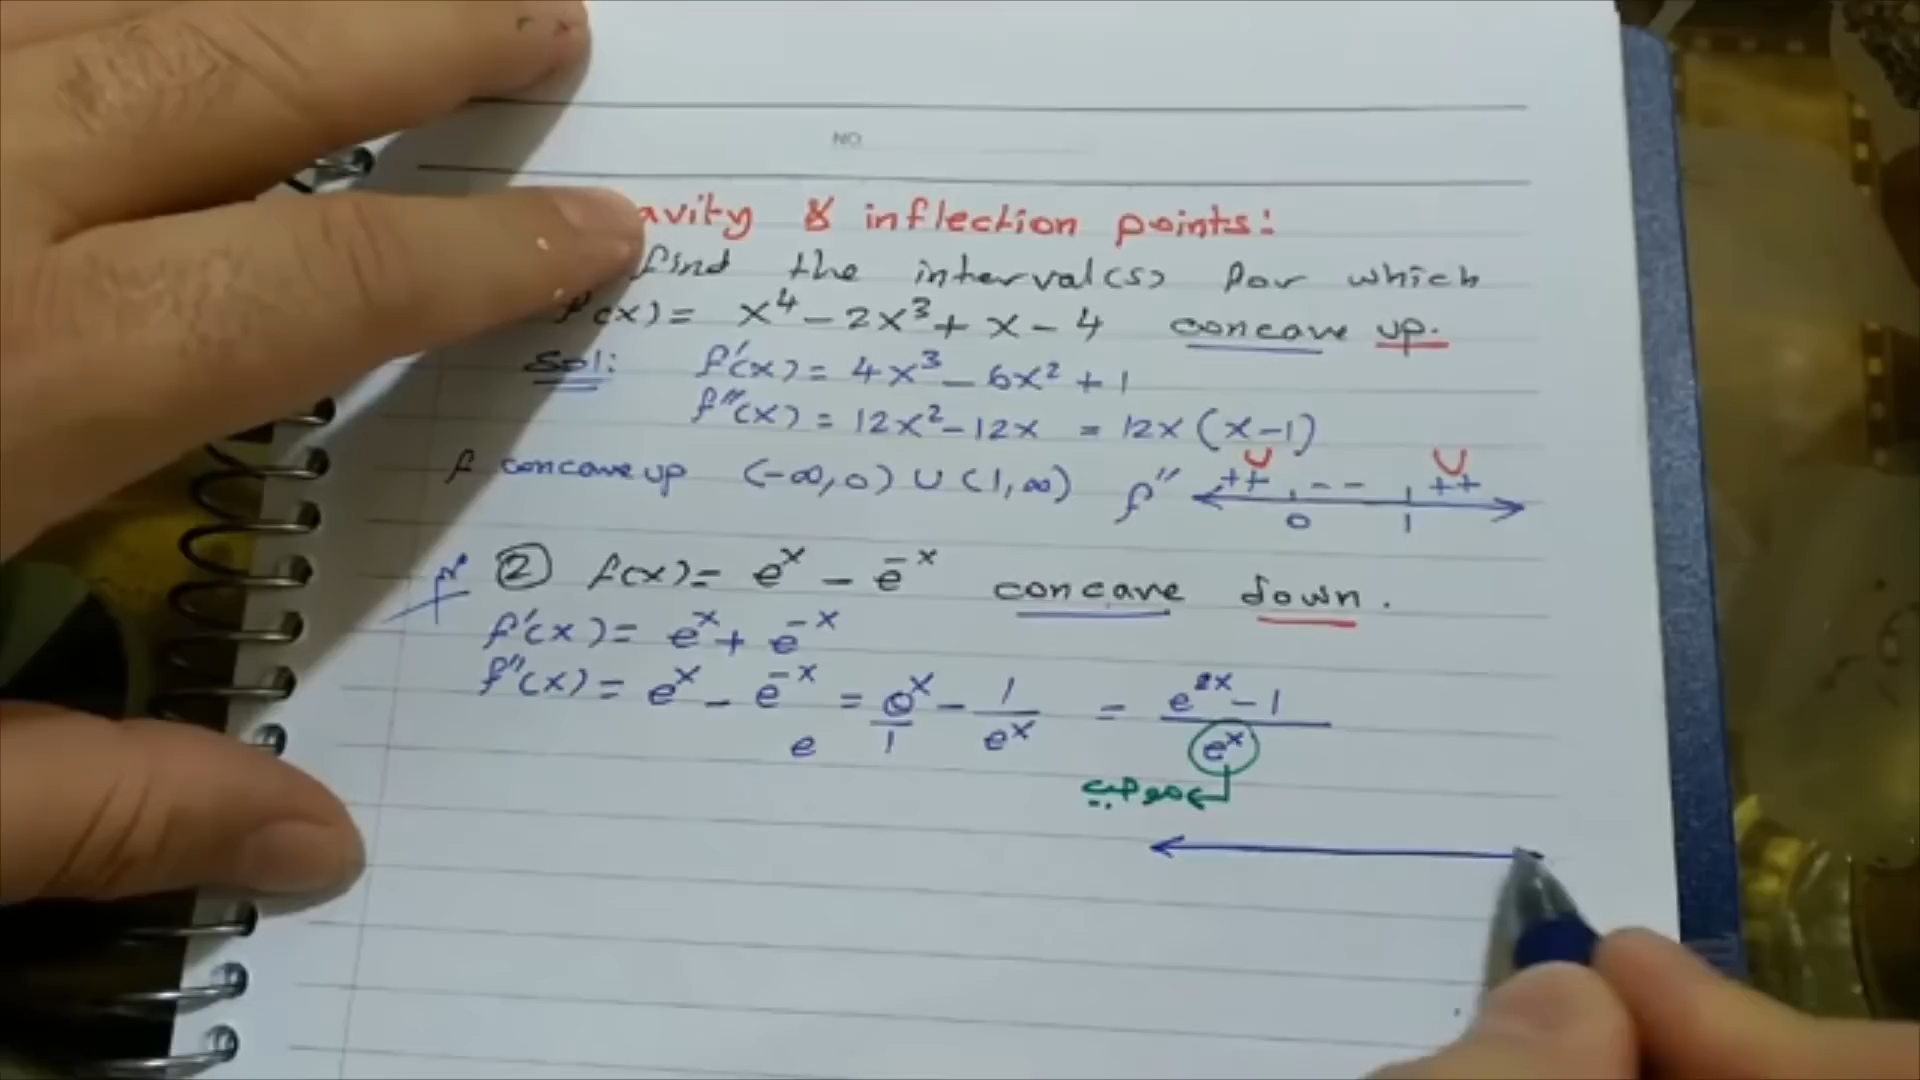 NO
avity & inflection points:
find the interval(s) for which
f(x) = x⁴ - 2x³ + x - 4 concave up.
Sol: f'(x) = 4x³ - 6x² + 1
f''(x) = 12x² - 12x = 12x (x-1)
f concave up (-∞,0) ∪ (1,∞) f'' ++ - - ++
0 1
② f(x) = eˣ - e⁻ˣ concave down.
f'(x) = eˣ + e⁻ˣ
f''(x) = eˣ - e⁻ˣ = eˣ/1 - 1/eˣ = e²ˣ - 1 / eˣ
e
موجب